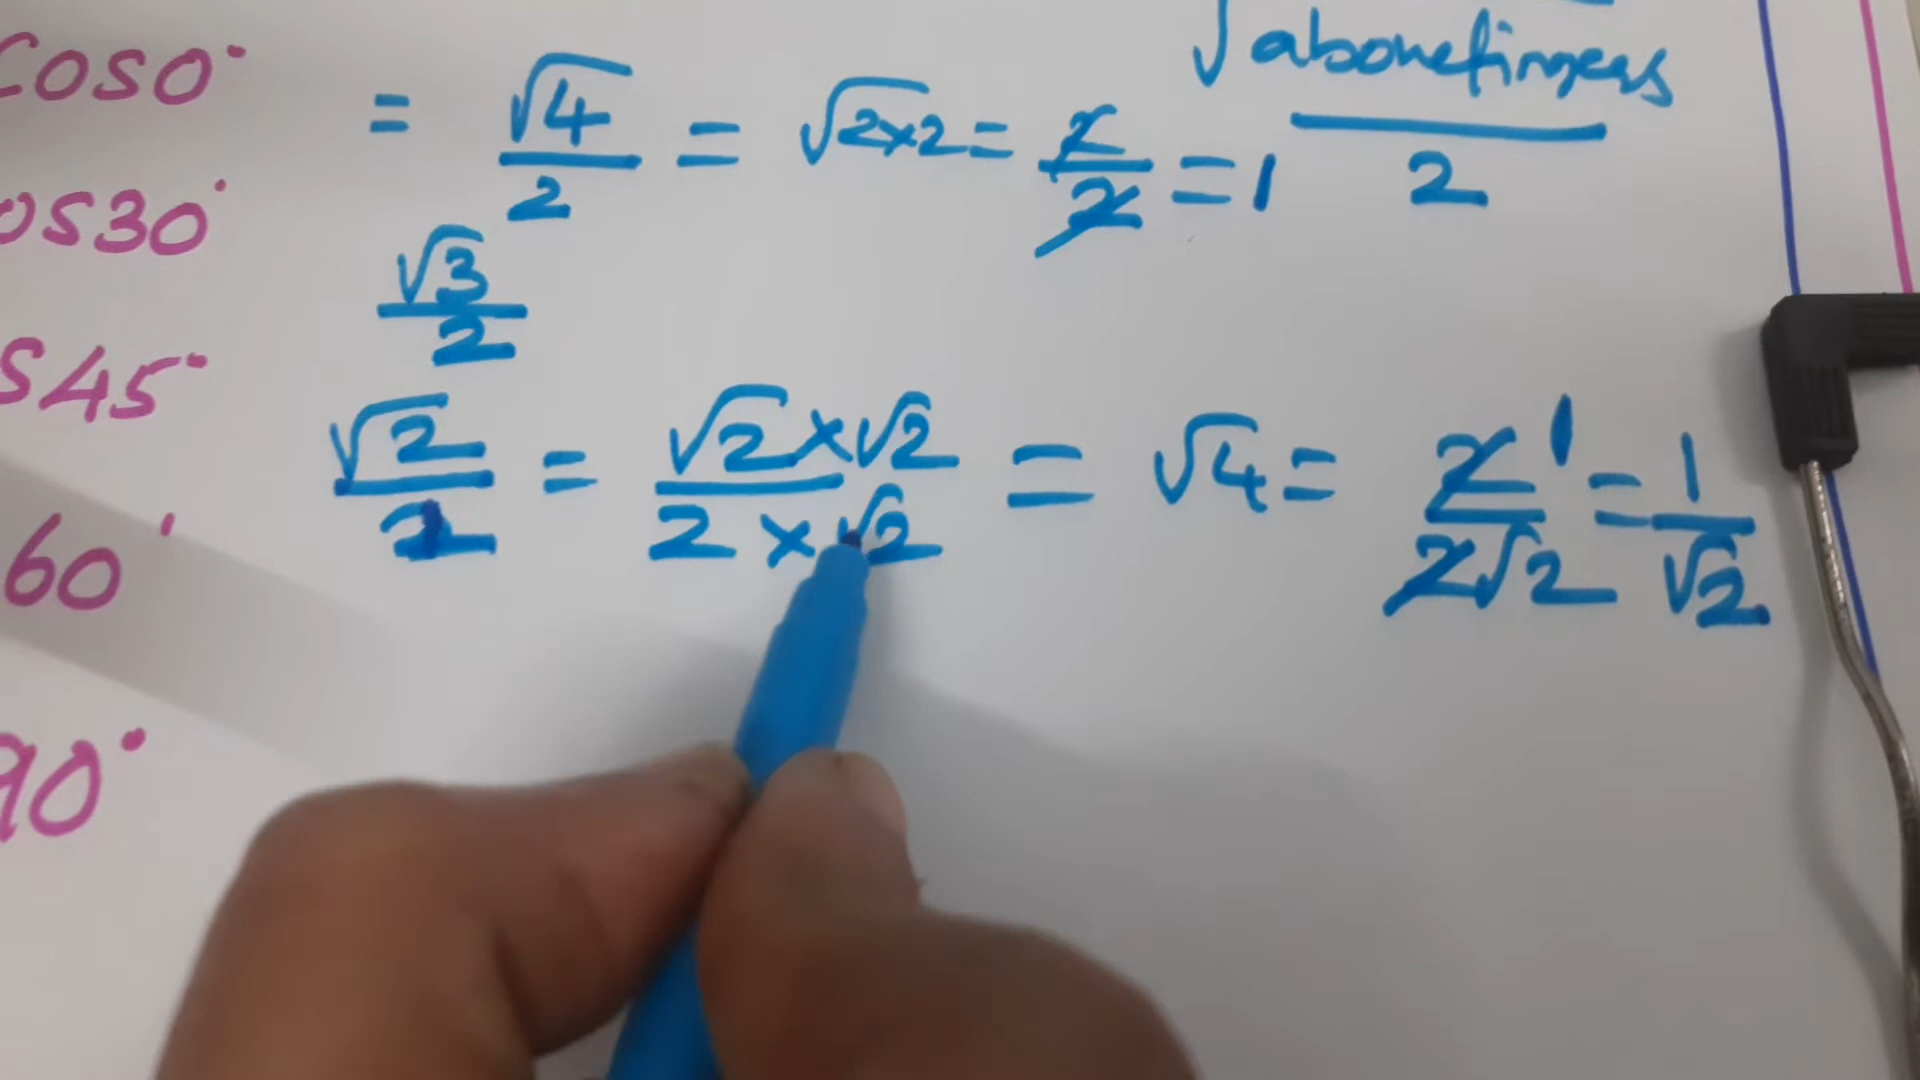 √abovefingers
2
COS0° = √4/2 = √2×2 = 2/2 = 1
OS30° √3/2
S45° √2/2 = √2×√2/2×√2 = √4 = 2 1/2√2 = 1/√2
60°
90°